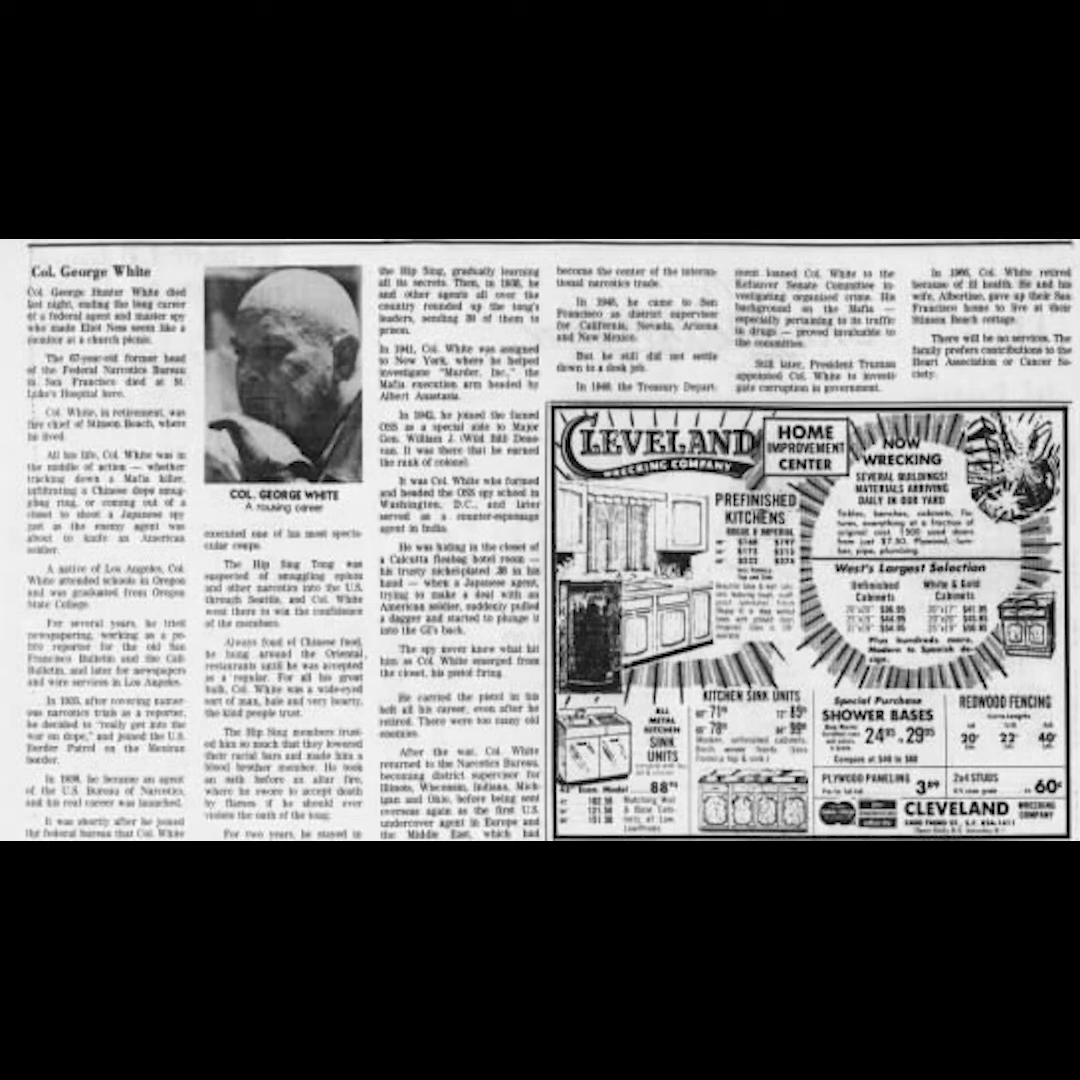 Col. George White
Col. George Hunter White died
last night, ending the long career
of a federal agent and master spy
who made Eliot Ness seem like a
monitor at a church picnic.
The 67-year-old former head
of the Federal Narcotics Bureau
in San Francisco died at St.
Luke's Hospital here.
Col. White, in retirement, was
fire chief of Stinson Beach, where
he lived.
All his life, Col. White was in
the middle of action — whether
tracking down a Mafia killer,
infiltrating a Chinese dope smug-
gling ring, or coming out of a
closet to shoot a Japanese spy
just as the enemy agent was
about to knife an American
soldier.
A native of Los Angeles, Col.
White attended schools in Oregon
and was graduated from Oregon
State College.
For several years, he tried
newspapering, working as a po-
lice reporter for the old San
Francisco Bulletin and the Call-
Bulletin, and later for newspapers
and wire services in Los Angeles.
In 1935, after covering numer-
ous narcotics trials as a reporter,
he decided to "really get into the
war on dope," and joined the U.S.
Border Patrol on the Mexican
border.
In 1936, he became an agent
of the U.S. Bureau of Narcotics,
and his real career was launched.
It was shortly after he joined
the federal bureau that Col. White
COL. GEORGE WHITE
A rousing career
executed one of his most specta-
cular coups.
The Hip Sing Tong was
suspected of smuggling opium
and other narcotics into the U.S.
through Seattle, and Col. White
went there to win the confidence
of the members.
Always fond of Chinese food,
he hung around the Oriental
restaurants until he was accepted
as a regular. For all his great
bulk, Col. White was a wide-eyed
sort of man, hale and very hearty,
the kind people trust.
The Hip Sing members trust-
ed him so much that they lowered
their racial bars and made him a
blood brother member. He took
an oath before an altar fire,
where he swore to accept death
by flames if he should ever
violate the oath of the tong.
For two years, he stayed in
the Hip Sing, gradually learning
all its secrets. Then, in 1938, he
and other agents all over the
country rounded up the tong's
leaders, sending 30 of them to
prison.
In 1941, Col. White was assigned
to New York, where he helped
investigate "Murder, Inc.," the
Mafia execution arm headed by
Albert Anastasia.
In 1942, he joined the famed
OSS as a special aide to Major
Gen. William J. (Wild Bill) Dono-
van. It was there that he earned
the rank of colonel.
It was Col. White who formed
and headed the OSS spy school in
Washington, D.C., and later
served as a counter-espionage
agent in India.
He was hiding in the closet of
a Calcutta fleabag hotel room —
his trusty nickel-plated .38 in his
hand — when a Japanese agent,
trying to make a deal with an
American soldier, suddenly pulled
a dagger and started to plunge it
into the GI's back.
The spy never knew what hit
him as Col. White emerged from
the closet, his pistol firing.
He carried the pistol in his
belt all his career, even after he
retired. There were too many old
enemies.
After the war, Col. White
returned to the Narcotics Bureau,
becoming district supervisor for
Illinois, Wisconsin, Indiana, Mich-
igan and Ohio, before being sent
overseas again as the first U.S.
undercover agent in Europe and
the Middle East, which had
become the center of the interna-
tional narcotics trade.
In 1948, he came to San
Francisco as district supervisor
for California, Nevada, Arizona
and New Mexico.
But he still did not settle
down to a desk job.
the Treasury Depart-
ment loaned Col. White to the
Kefauver Senate Committee in-
vestigating organized crime. His
background on the Mafia —
especially pertaining to its traffic
in drugs — proved invaluable to
the committee.
Still later, President Truman
appointed Col. White to investi-
gate corruption in government.
In 1966, Col. White retired
because of ill health. He and his
wife, Albertine, gave up their San
Francisco home to live at their
Stinson Beach cottage.
There will be no services. The
family prefers contributions to the
Heart Association or Cancer So-
ciety.
CLEVELAND
WRECKING COMPANY
HOME
IMPROVEMENT
CENTER
NOW
WRECKING
SEVERAL BUILDINGS!
MATERIALS ARRIVING
DAILY IN OUR YARD
PREFINISHED
KITCHENS
West's Largest Selection
Unfinished
Cabinets
White & Gold
Cabinets
Plus hundreds more,
Modern to Spanish de-
sign.
ALL
METAL
KITCHEN
SINK
UNITS
88
KITCHEN SINK UNITS
Special Purchase
SHOWER BASES
24 95 to 29 95
Compare at $40 to $60
REDWOOD FENCING
20¢ 22¢ 40¢
PLYWOOD PANELING
3 89
2x4 STUDS
60¢
CLEVELAND
WRECKING
COMPANY